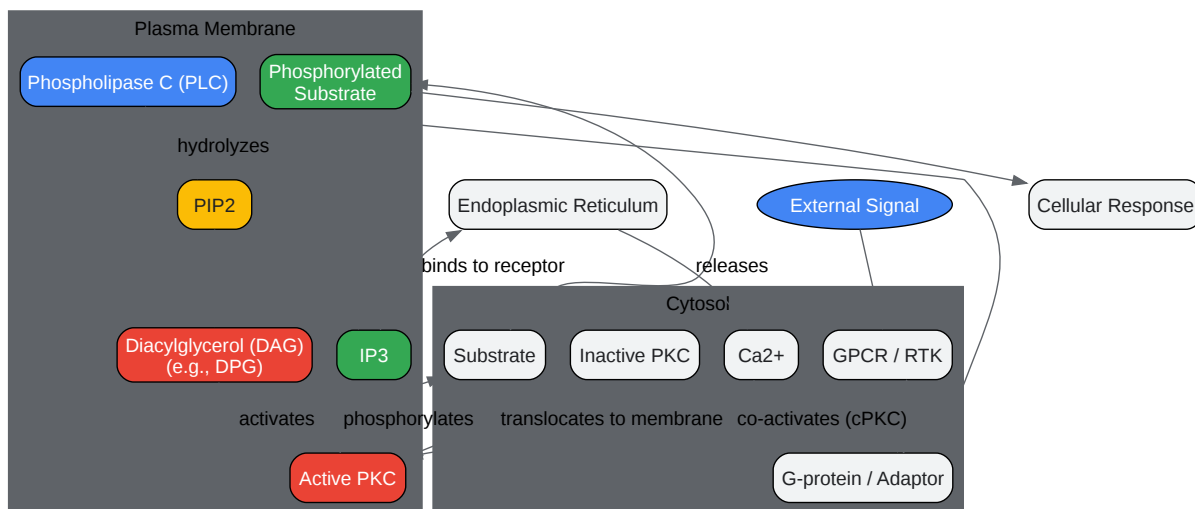 Plasma Membrane
Phospholipase C (PLC)
Phosphorylated
Substrate
hydrolyzes
PIP2
Endoplasmic Reticulum
External Signal
Cellular Response
binds to receptor
releases
Cytosol
Diacylglycerol (DAG)
(e.g., DPG)
IP3
Substrate
Inactive PKC
Ca2+
GPCR / RTK
activates
phosphorylates
translocates to membrane
co-activates (cPKC)
Active PKC
G-protein / Adaptor